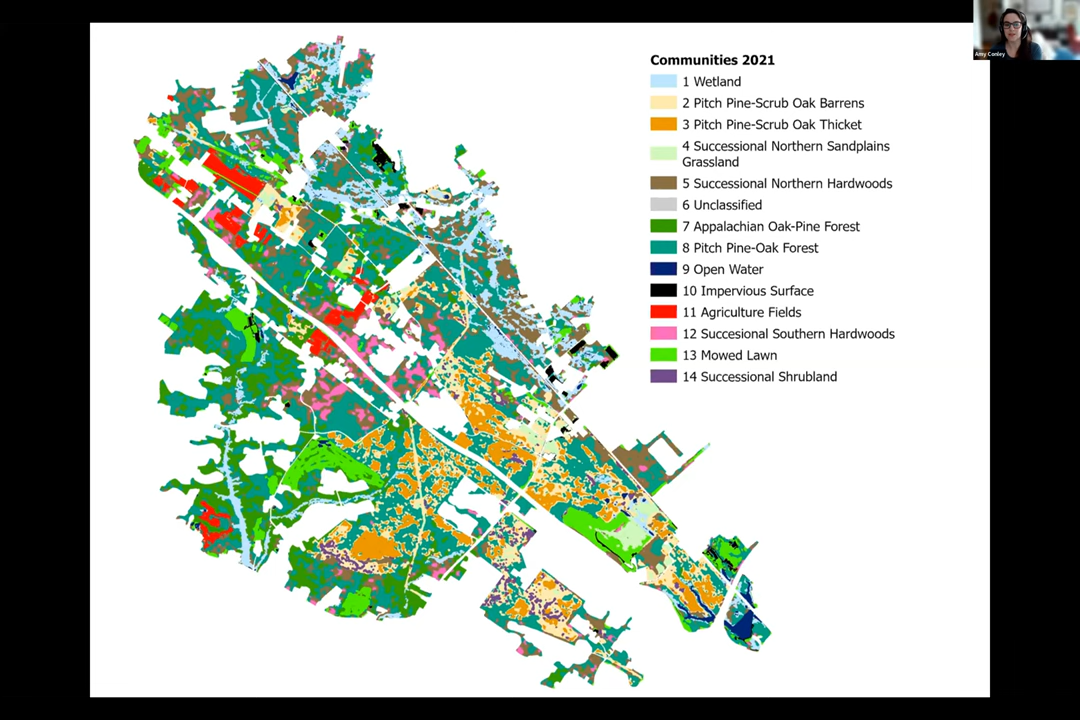 Amy Conley
Communities 2021
1 Wetland
2 Pitch Pine-Scrub Oak Barrens
3 Pitch Pine-Scrub Oak Thicket
4 Successional Northern Sandplains
Grassland
5 Successional Northern Hardwoods
6 Unclassified
7 Appalachian Oak-Pine Forest
8 Pitch Pine-Oak Forest
9 Open Water
10 Impervious Surface
11 Agriculture Fields
12 Succesional Southern Hardwoods
13 Mowed Lawn
14 Successional Shrubland